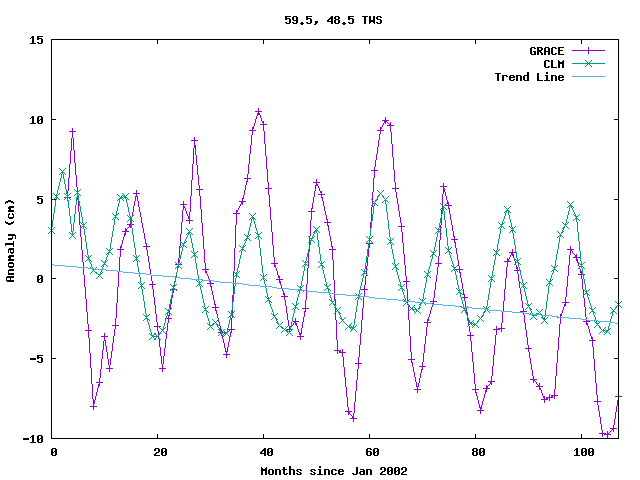 59.5, 48.5 TWS
GRACE
CLM
Trend Line
Anomaly (cm)
15
10
5
0
-5
-10
0 20 40 60 80 100
Months since Jan 2002